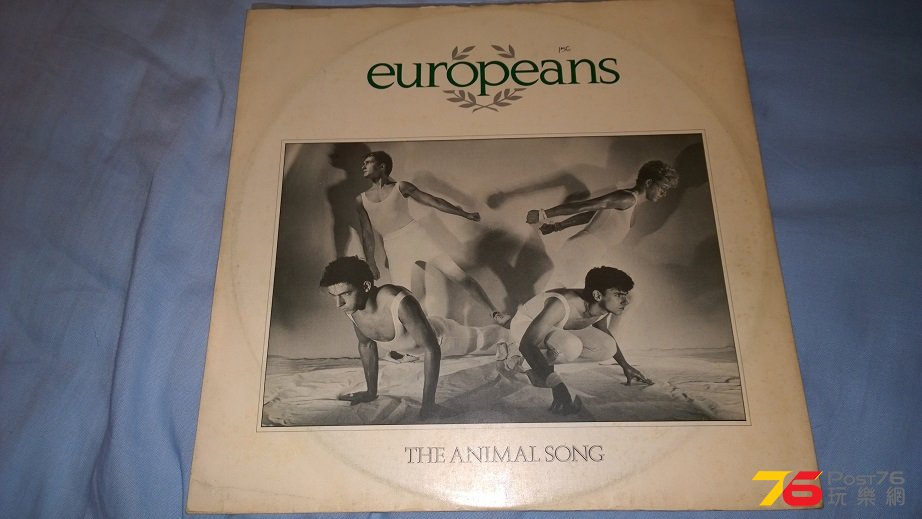 europeans
THE ANIMAL SONG
76 Post76
玩樂網